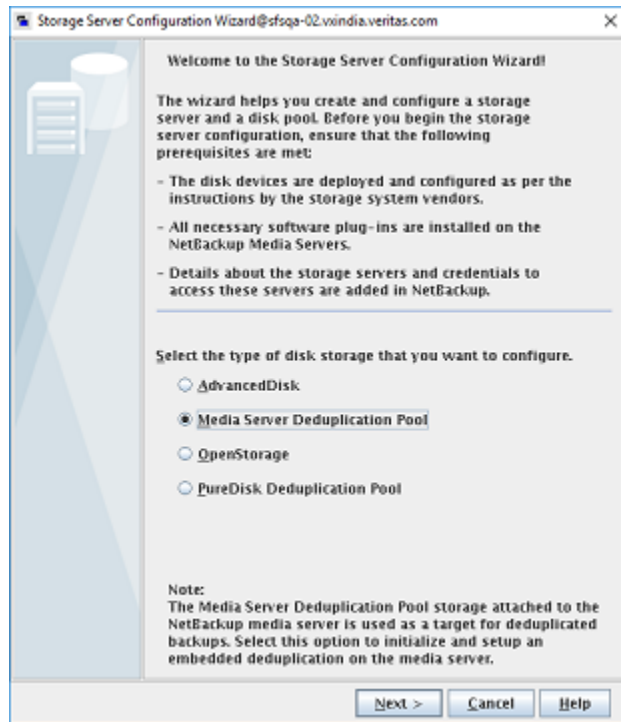 Storage Server Configuration Wizard@sfsqa-02.vxindia.veritas.com
Welcome to the Storage Server Configuration Wizard!
The wizard helps you create and configure a storage
server and a disk pool. Before you begin the storage
server configuration, ensure that the following
prerequisites are met:
- The disk devices are deployed and configured as per the
instructions by the storage system vendors.
- All necessary software plug-ins are installed on the
NetBackup Media Servers.
- Details about the storage servers and credentials to
access these servers are added in NetBackup.
Select the type of disk storage that you want to configure.
AdvancedDisk
Media Server Deduplication Pool
OpenStorage
PureDisk Deduplication Pool
Note:
The Media Server Deduplication Pool storage attached to the
NetBackup media server is used as a target for deduplicated
backups. Select this option to initialize and setup an
embedded deduplication on the media server.
Next > Cancel Help